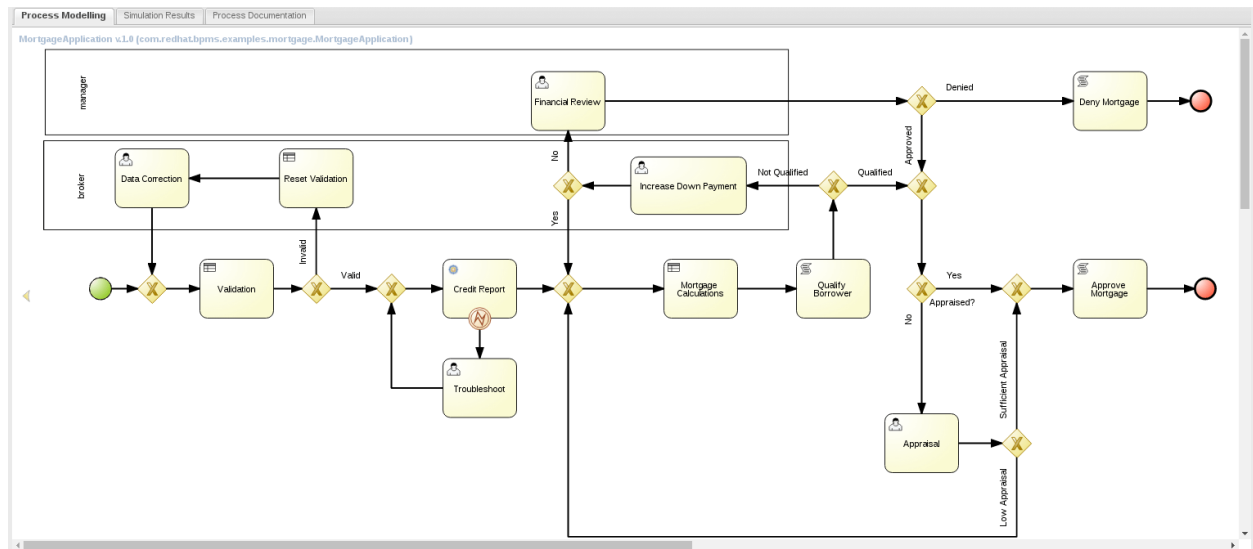 Process Modelling
Simulation Results
Process Documentation
MortgageApplication v.1.0 (com.redhat.bpms.examples.mortgage.MortgageApplication)
manager
Financial Review
Denied
Deny Mortgage
Approved
broker
Data Correction
Reset Validation
No
Increase Down Payment
Not Qualified
Qualified
Yes
Invalid
Validation
Valid
Credit Report
Mortgage
Calculations
Qualify
Borrower
Yes
Appraised?
Approve
Mortgage
No
Troubleshoot
Sufficient Appraisal
Appraisal
Low Appraisal